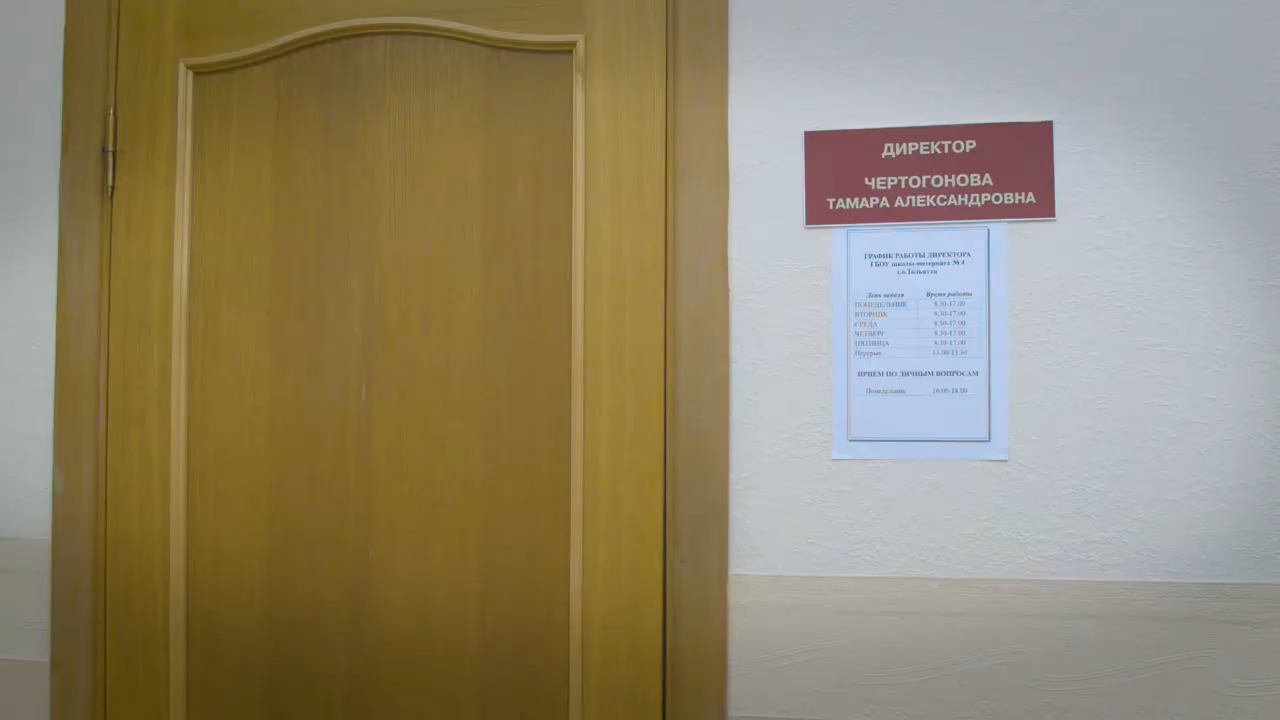 ДИРЕКТОР
ЧЕРТОГОНОВА
ТАМАРА АЛЕКСАНДРОВНА
ГРАФИК РАБОТЫ ДИРЕКТОРА
ГБОУ школы-интерната № 4
г.о.Тольятти
День недели Время работы
ПОНЕДЕЛЬНИК 8.30-17.00
ВТОРНИК 8.30-17.00
СРЕДА 8.30-17.00
ЧЕТВЕРГ 8.30-17.00
ПЯТНИЦА 8.30-17.00
Перерыв 13.00-13.30
ПРИЕМ ПО ЛИЧНЫМ ВОПРОСАМ
Понедельник 16.00-18.00